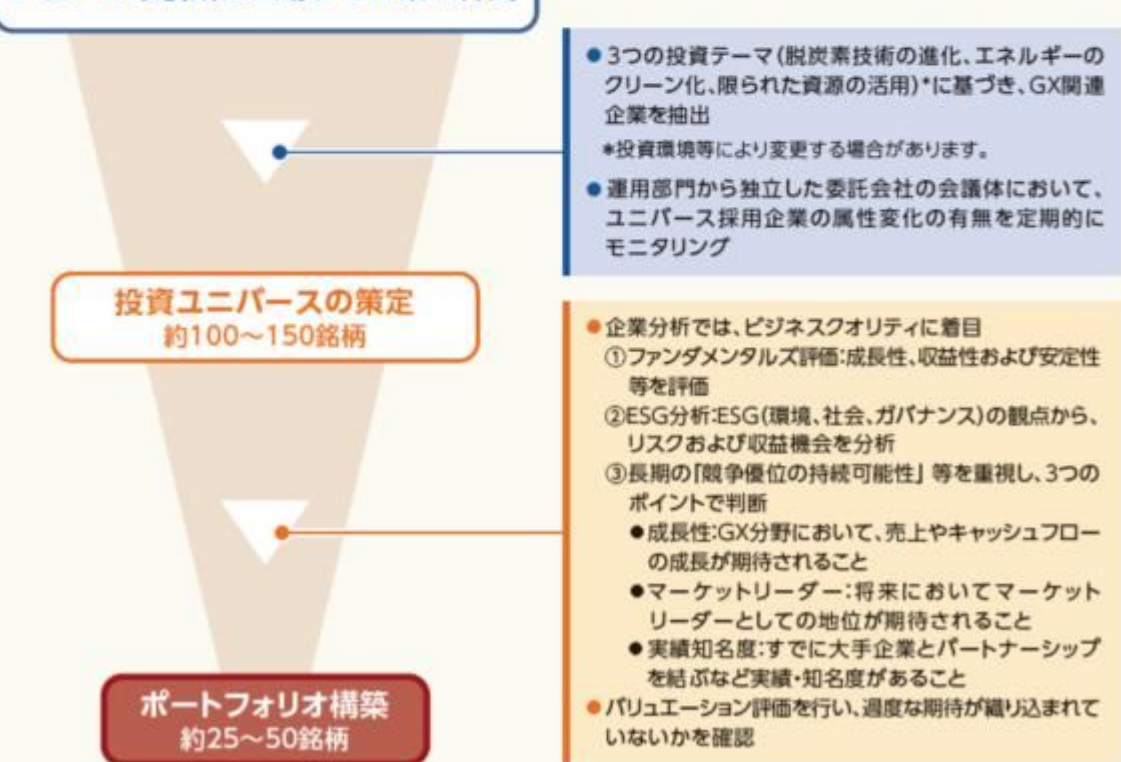 ● 3つの投資テーマ(脱炭素技術の進化、エネルギーの
クリーン化、限られた資源の活用)*に基づき、GX関連
企業を抽出
*投資環境等により変更する場合があります。
● 運用部門から独立した委託会社の会議体において、
ユニバース採用企業の属性変化の有無を定期的に
モニタリング
投資ユニバースの策定
約100～150銘柄
● 企業分析では、ビジネスクオリティに着目
①ファンダメンタルズ評価:成長性、収益性および安定性
等を評価
②ESG分析:ESG(環境、社会、ガバナンス)の観点から、
リスクおよび収益機会を分析
③長期の「競争優位の持続可能性」等を重視し、3つの
ポイントで判断
●成長性:GX分野において、売上やキャッシュフロー
の成長が期待されること
●マーケットリーダー:将来においてマーケット
リーダーとしての地位が期待されること
●実績知名度:すでに大手企業とパートナーシップ
を結ぶなど実績・知名度があること
● バリュエーション評価を行い、過度な期待が織り込まれて
いないかを確認
ポートフォリオ構築
約25～50銘柄